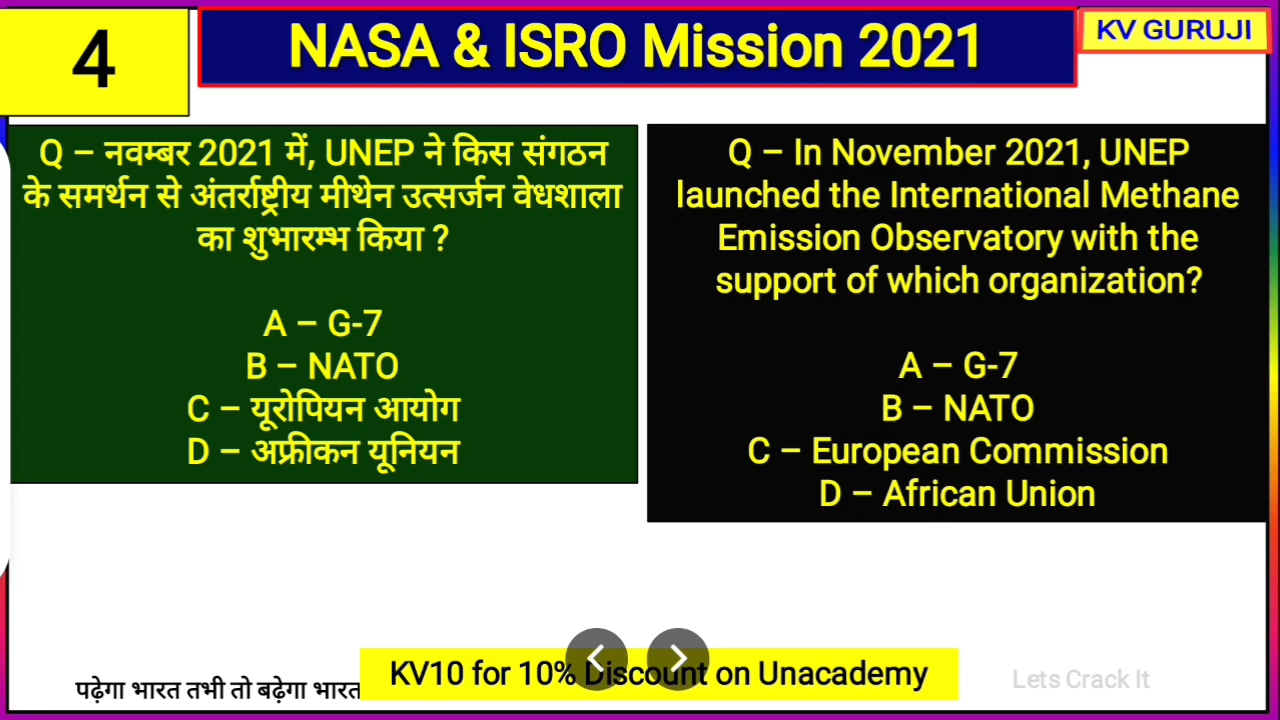 4
NASA & ISRO Mission 2021
KV GURUJI
Q – नवम्बर 2021 में, UNEP ने किस संगठन
के समर्थन से अंतर्राष्ट्रीय मीथेन उत्सर्जन वेधशाला
का शुभारम्भ किया ?
A – G-7
B – NATO
C – यूरोपियन आयोग
D – अफ्रीकन यूनियन
Q – In November 2021, UNEP
launched the International Methane
Emission Observatory with the
support of which organization?
A – G-7
B – NATO
C – European Commission
D – African Union
पढ़ेगा भारत तभी तो बढ़ेगा भारत
KV10 for 10% Discount on Unacademy
Lets Crack It